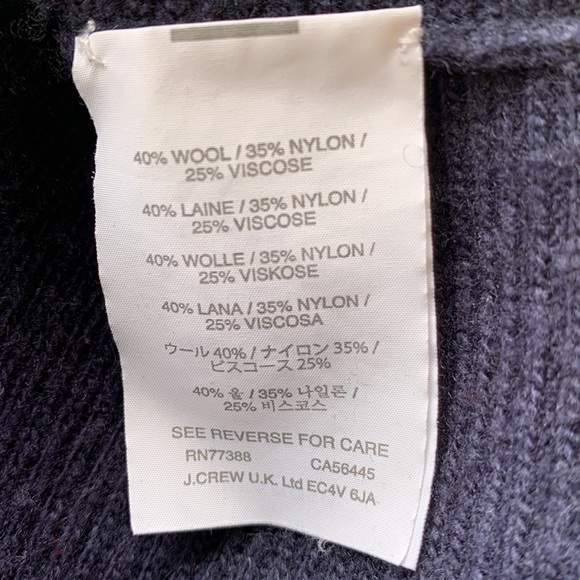 40% WOOL / 35% NYLON /
25% VISCOSE
40% LAINE / 35% NYLON /
25% VISCOSE
40% WOLLE / 35% NYLON /
25% VISKOSE
40% LANA / 35% NYLON /
25% VISCOSA
ウール 40% / ナイロン 35% /
ビスコース 25%
40% 울 / 35% 나일론 /
25% 비스코스
SEE REVERSE FOR CARE
RN77388 CA56445
J.CREW U.K. Ltd EC4V 6JA